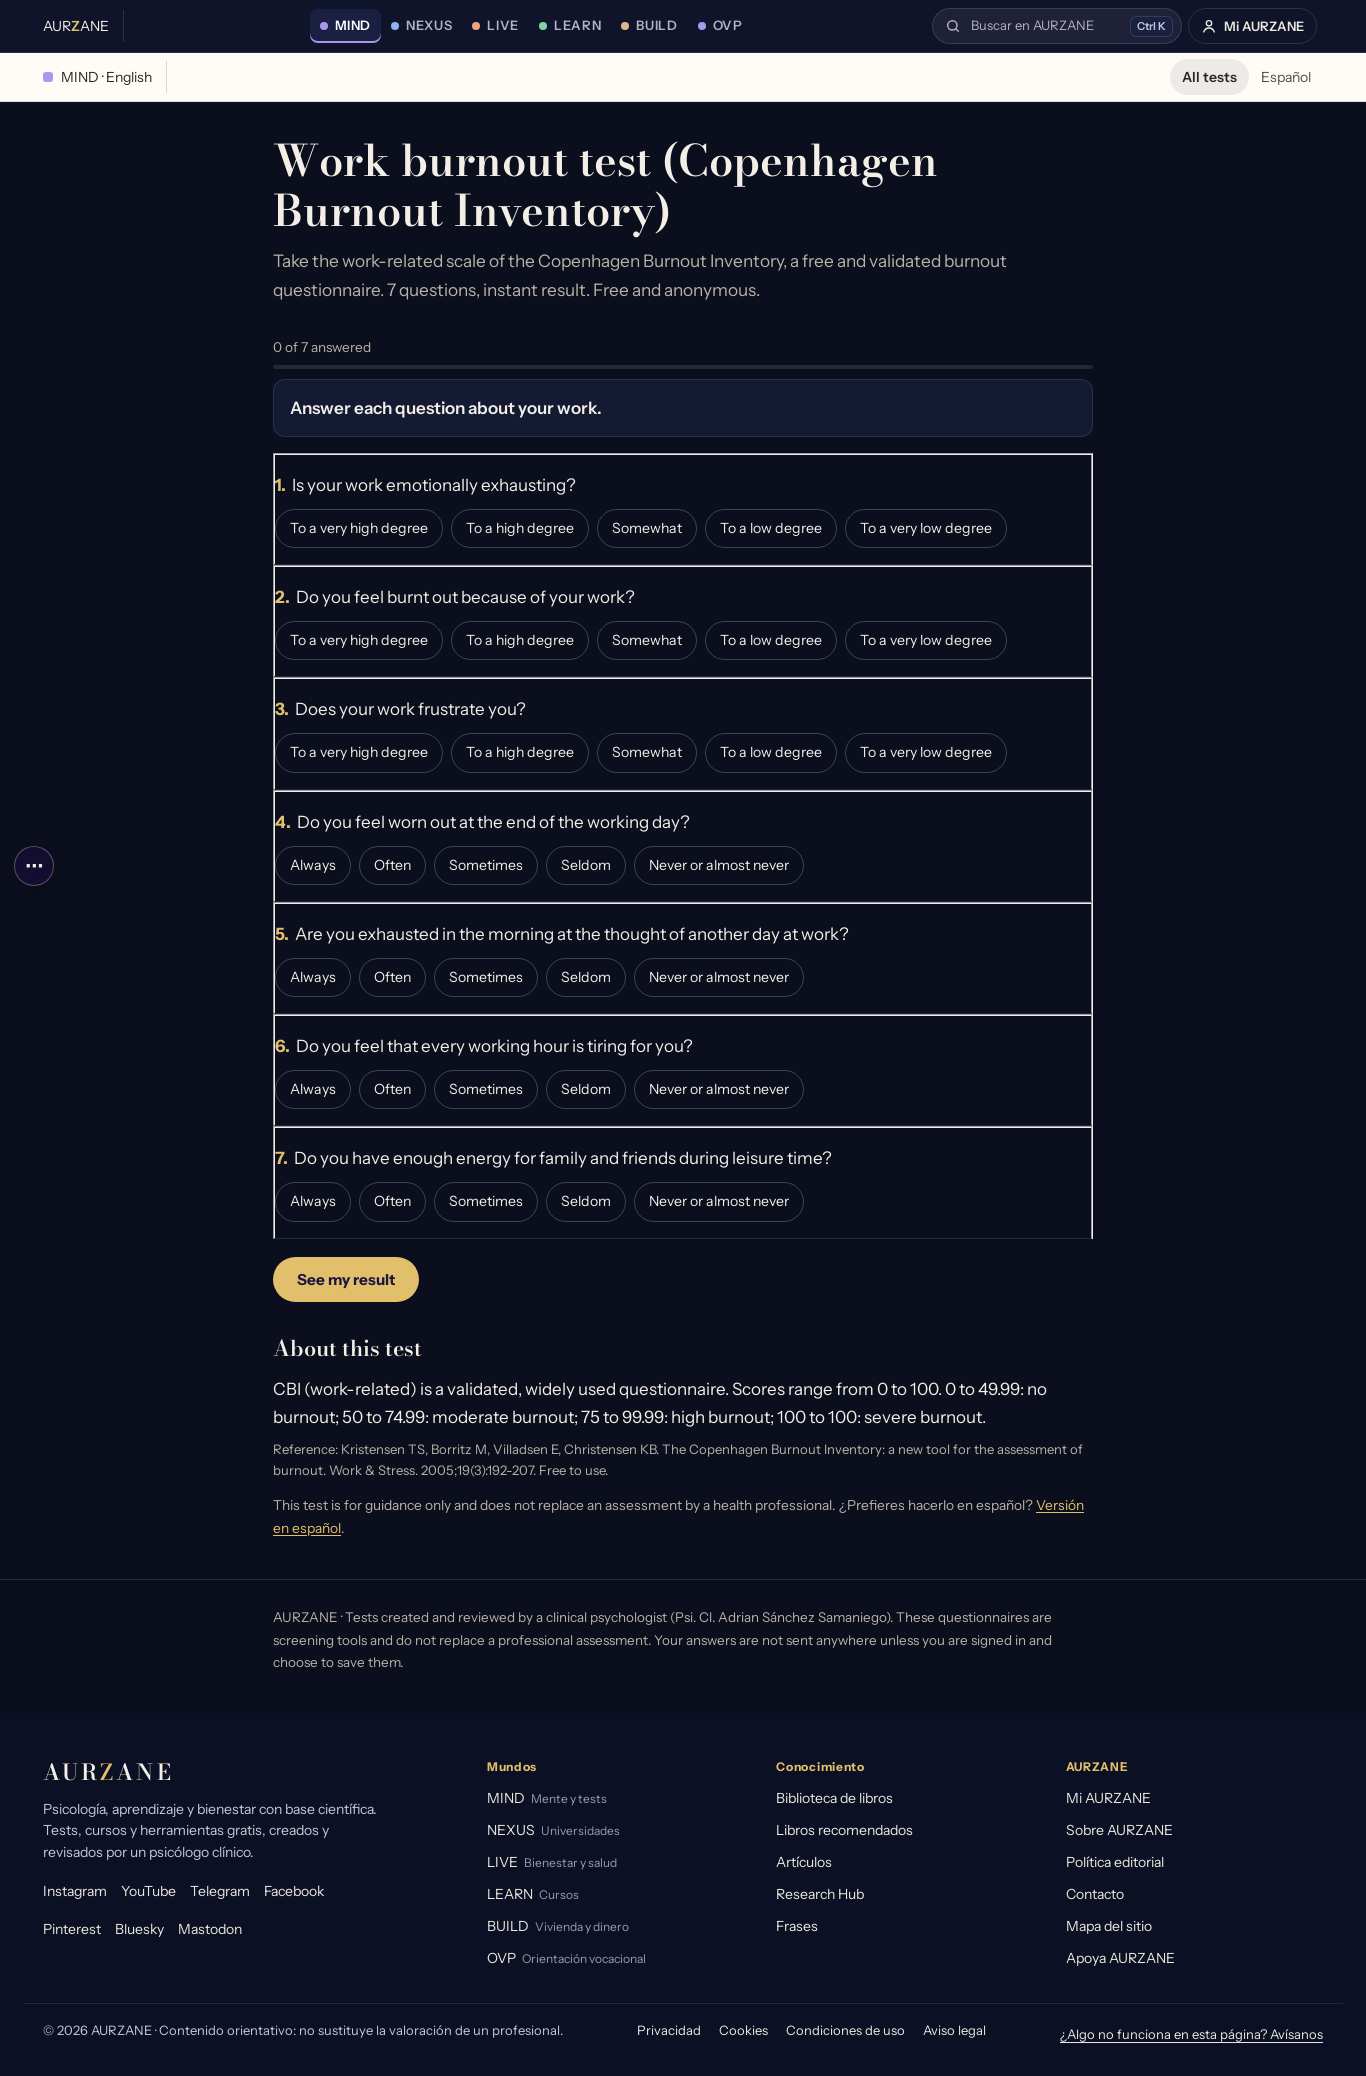 AURZANE
MIND
NEXUS
LIVE
LEARN
BUILD
OVP
Buscar en AURZANE
Ctrl K
Mi AURZANE
MIND · English
All tests
Español
Work burnout test (Copenhagen
Burnout Inventory)
Take the work-related scale of the Copenhagen Burnout Inventory, a free and validated burnout
questionnaire. 7 questions, instant result. Free and anonymous.
0 of 7 answered
Answer each question about your work.
1. Is your work emotionally exhausting?
To a very high degree
To a high degree
Somewhat
To a low degree
To a very low degree
2. Do you feel burnt out because of your work?
To a very high degree
To a high degree
Somewhat
To a low degree
To a very low degree
3. Does your work frustrate you?
To a very high degree
To a high degree
Somewhat
To a low degree
To a very low degree
4. Do you feel worn out at the end of the working day?
Always
Often
Sometimes
Seldom
Never or almost never
5. Are you exhausted in the morning at the thought of another day at work?
Always
Often
Sometimes
Seldom
Never or almost never
6. Do you feel that every working hour is tiring for you?
Always
Often
Sometimes
Seldom
Never or almost never
7. Do you have enough energy for family and friends during leisure time?
Always
Often
Sometimes
Seldom
Never or almost never
See my result
About this test
CBI (work-related) is a validated, widely used questionnaire. Scores range from 0 to 100. 0 to 49.99: no
burnout; 50 to 74.99: moderate burnout; 75 to 99.99: high burnout; 100 to 100: severe burnout.
Reference: Kristensen TS, Borritz M, Villadsen E, Christensen KB. The Copenhagen Burnout Inventory: a new tool for the assessment of
burnout. Work & Stress. 2005;19(3):192-207. Free to use.
This test is for guidance only and does not replace an assessment by a health professional. ¿Prefieres hacerlo en español? Versión
en español.
AURZANE · Tests created and reviewed by a clinical psychologist (Psi. Cl. Adrian Sánchez Samaniego). These questionnaires are
screening tools and do not replace a professional assessment. Your answers are not sent anywhere unless you are signed in and
choose to save them.
AURZANE
Psicología, aprendizaje y bienestar con base científica.
Tests, cursos y herramientas gratis, creados y
revisados por un psicólogo clínico.
Instagram YouTube Telegram Facebook
Pinterest Bluesky Mastodon
Mundos
MIND Mente y tests
NEXUS Universidades
LIVE Bienestar y salud
LEARN Cursos
BUILD Vivienda y dinero
OVP Orientación vocacional
Conocimiento
Biblioteca de libros
Libros recomendados
Artículos
Research Hub
Frases
AURZANE
Mi AURZANE
Sobre AURZANE
Política editorial
Contacto
Mapa del sitio
Apoya AURZANE
© 2026 AURZANE · Contenido orientativo: no sustituye la valoración de un profesional.
Privacidad
Cookies
Condiciones de uso
Aviso legal
¿Algo no funciona en esta página? Avísanos